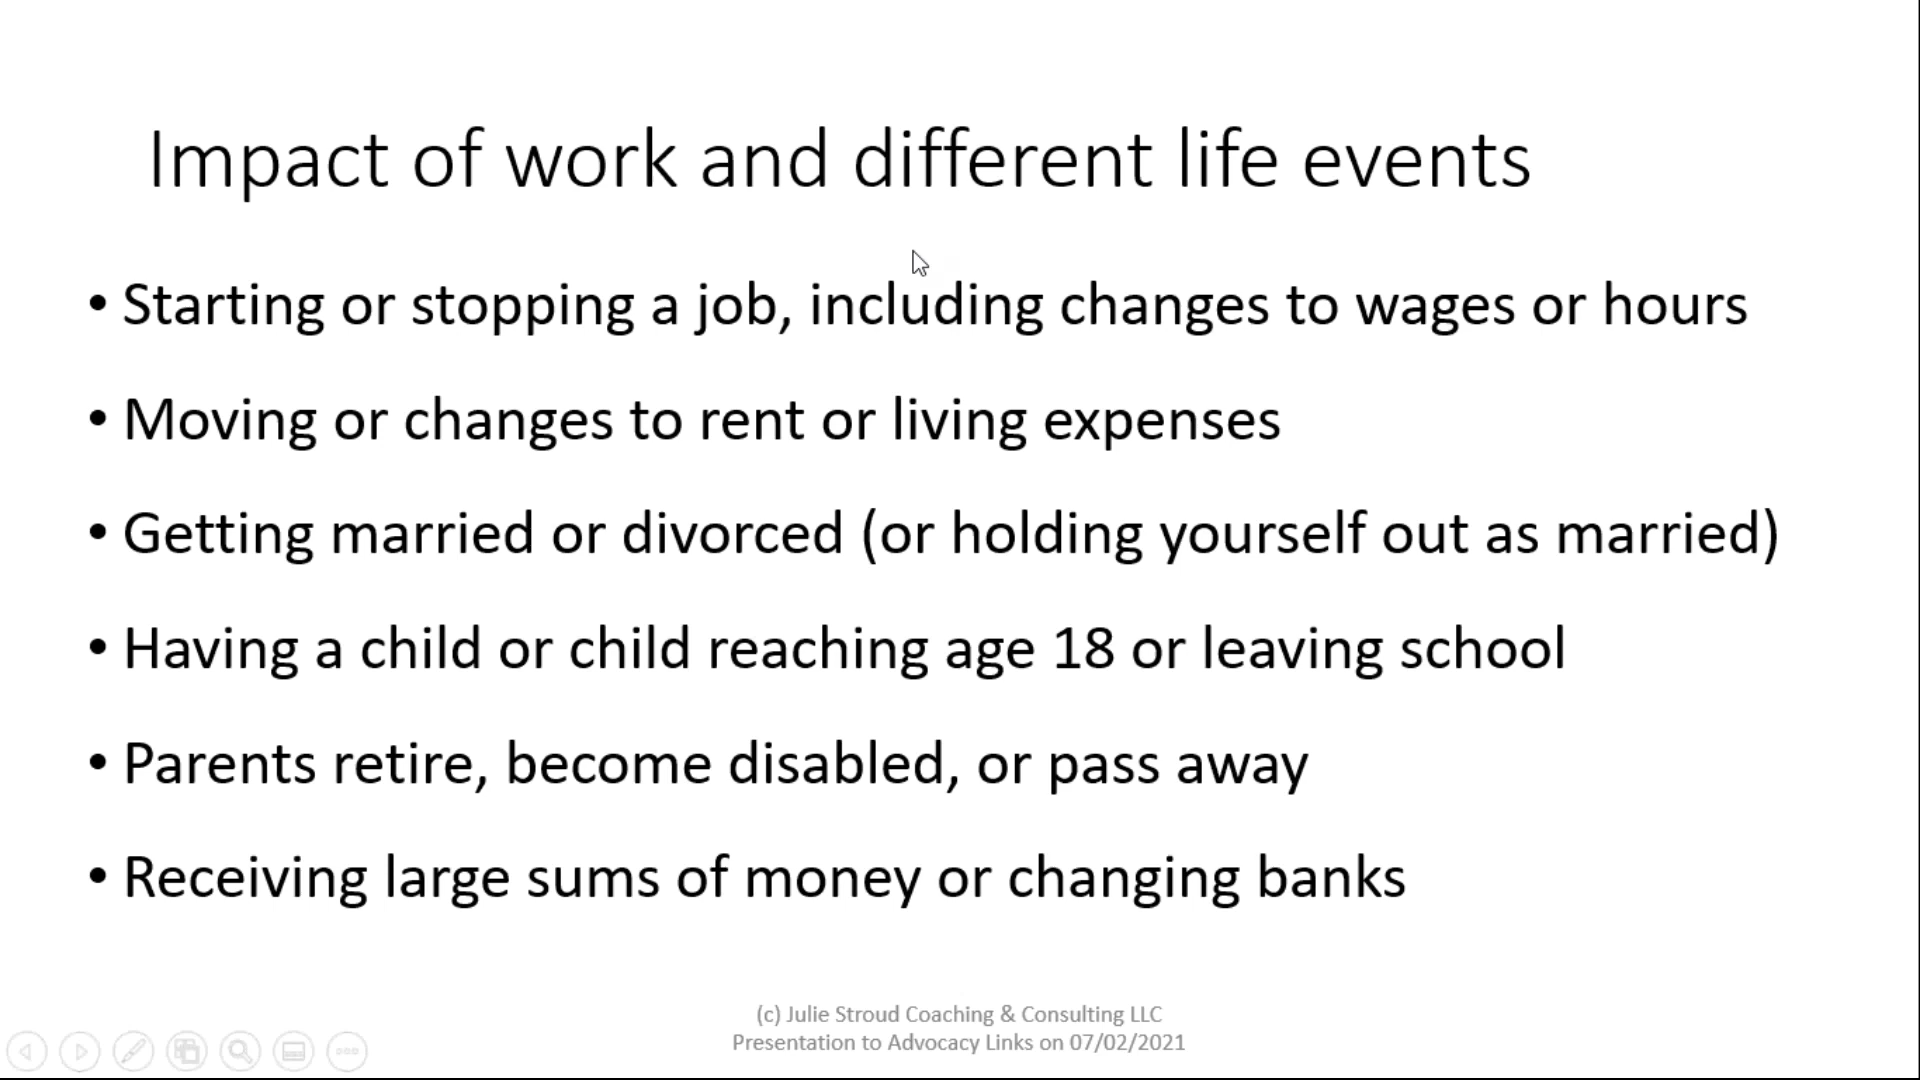 Impact of work and different life events
• Starting or stopping a job, including changes to wages or hours
• Moving or changes to rent or living expenses
• Getting married or divorced (or holding yourself out as married)
• Having a child or child reaching age 18 or leaving school
• Parents retire, become disabled, or pass away
• Receiving large sums of money or changing banks
(c) Julie Stroud Coaching & Consulting LLC
Presentation to Advocacy Links on 07/02/2021